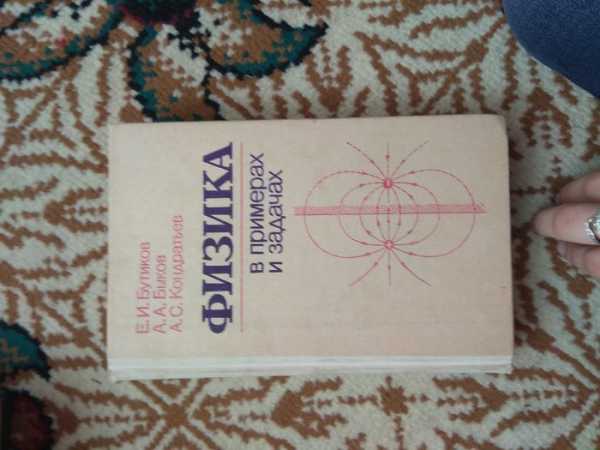 Е. И. Бутиков
А. А. Быков
А. С. Кондратьев
ФИЗИКА
в примерах
и задачах